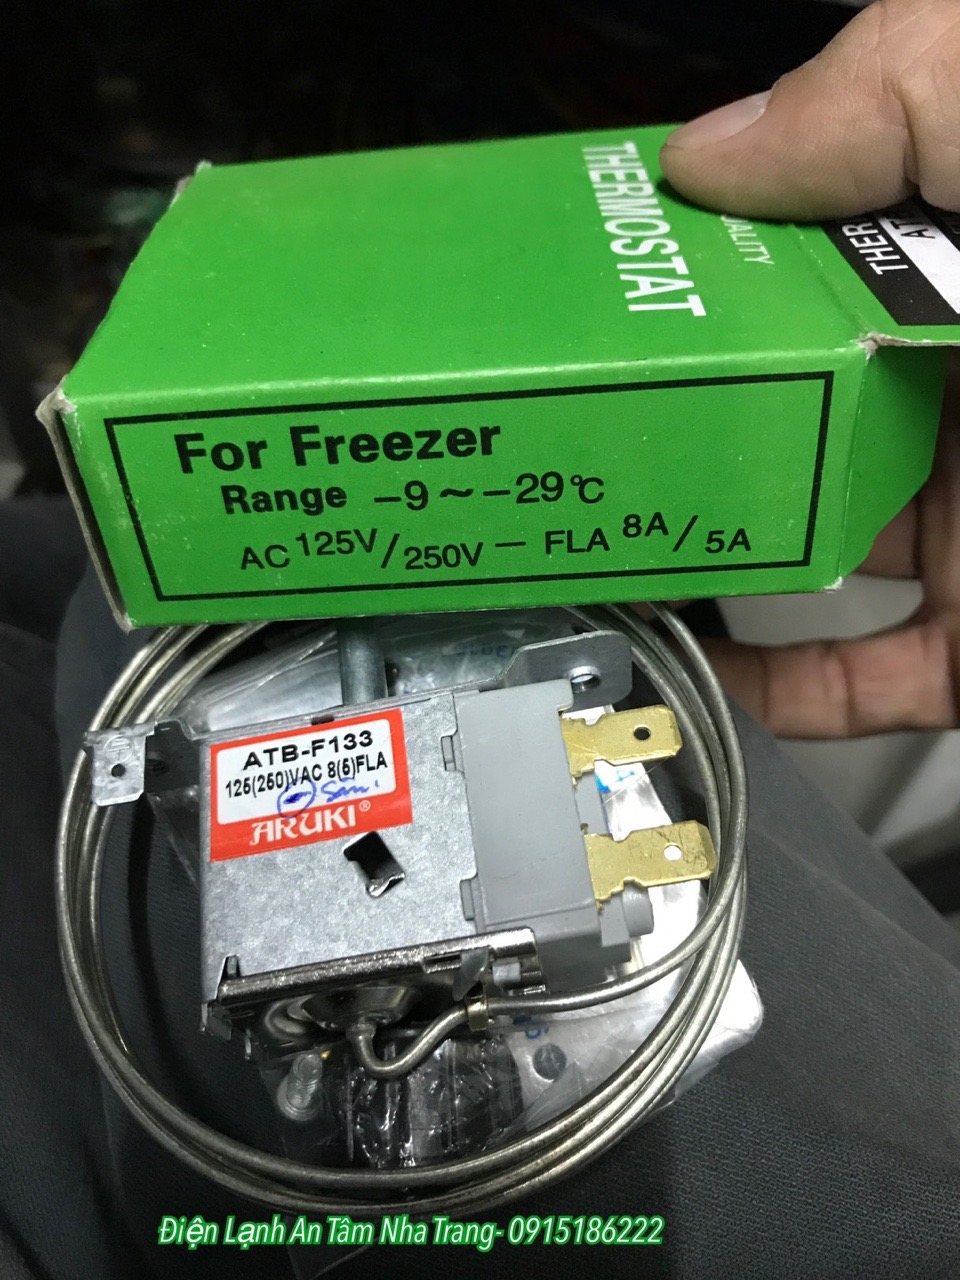 THERMOSTAT
THER
AT
For Freezer
Range -9 ~ -29℃
AC 125V/250V - FLA 8A/5A
ATB-F133
125(250)VAC 8(5)FLA
ARUKI®
Điện Lạnh An Tâm Nha Trang- 0915186222